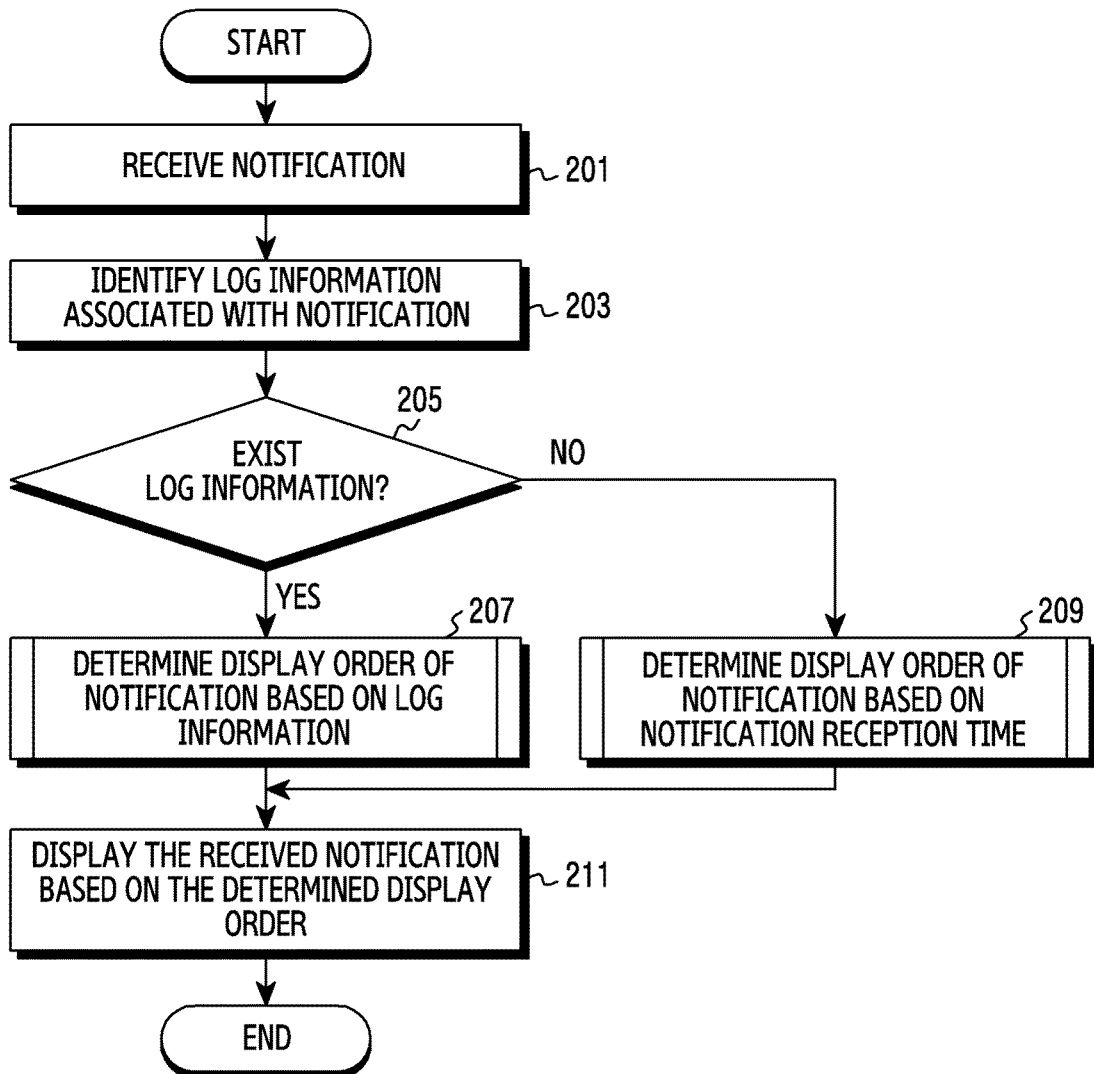 START
RECEIVE NOTIFICATION
201
IDENTIFY LOG INFORMATION
ASSOCIATED WITH NOTIFICATION
203
205
EXIST
LOG INFORMATION?
NO
YES
207
DETERMINE DISPLAY ORDER OF
NOTIFICATION BASED ON LOG
INFORMATION
209
DETERMINE DISPLAY ORDER OF
NOTIFICATION BASED ON
NOTIFICATION RECEPTION TIME
DISPLAY THE RECEIVED NOTIFICATION
BASED ON THE DETERMINED DISPLAY
ORDER
211
END